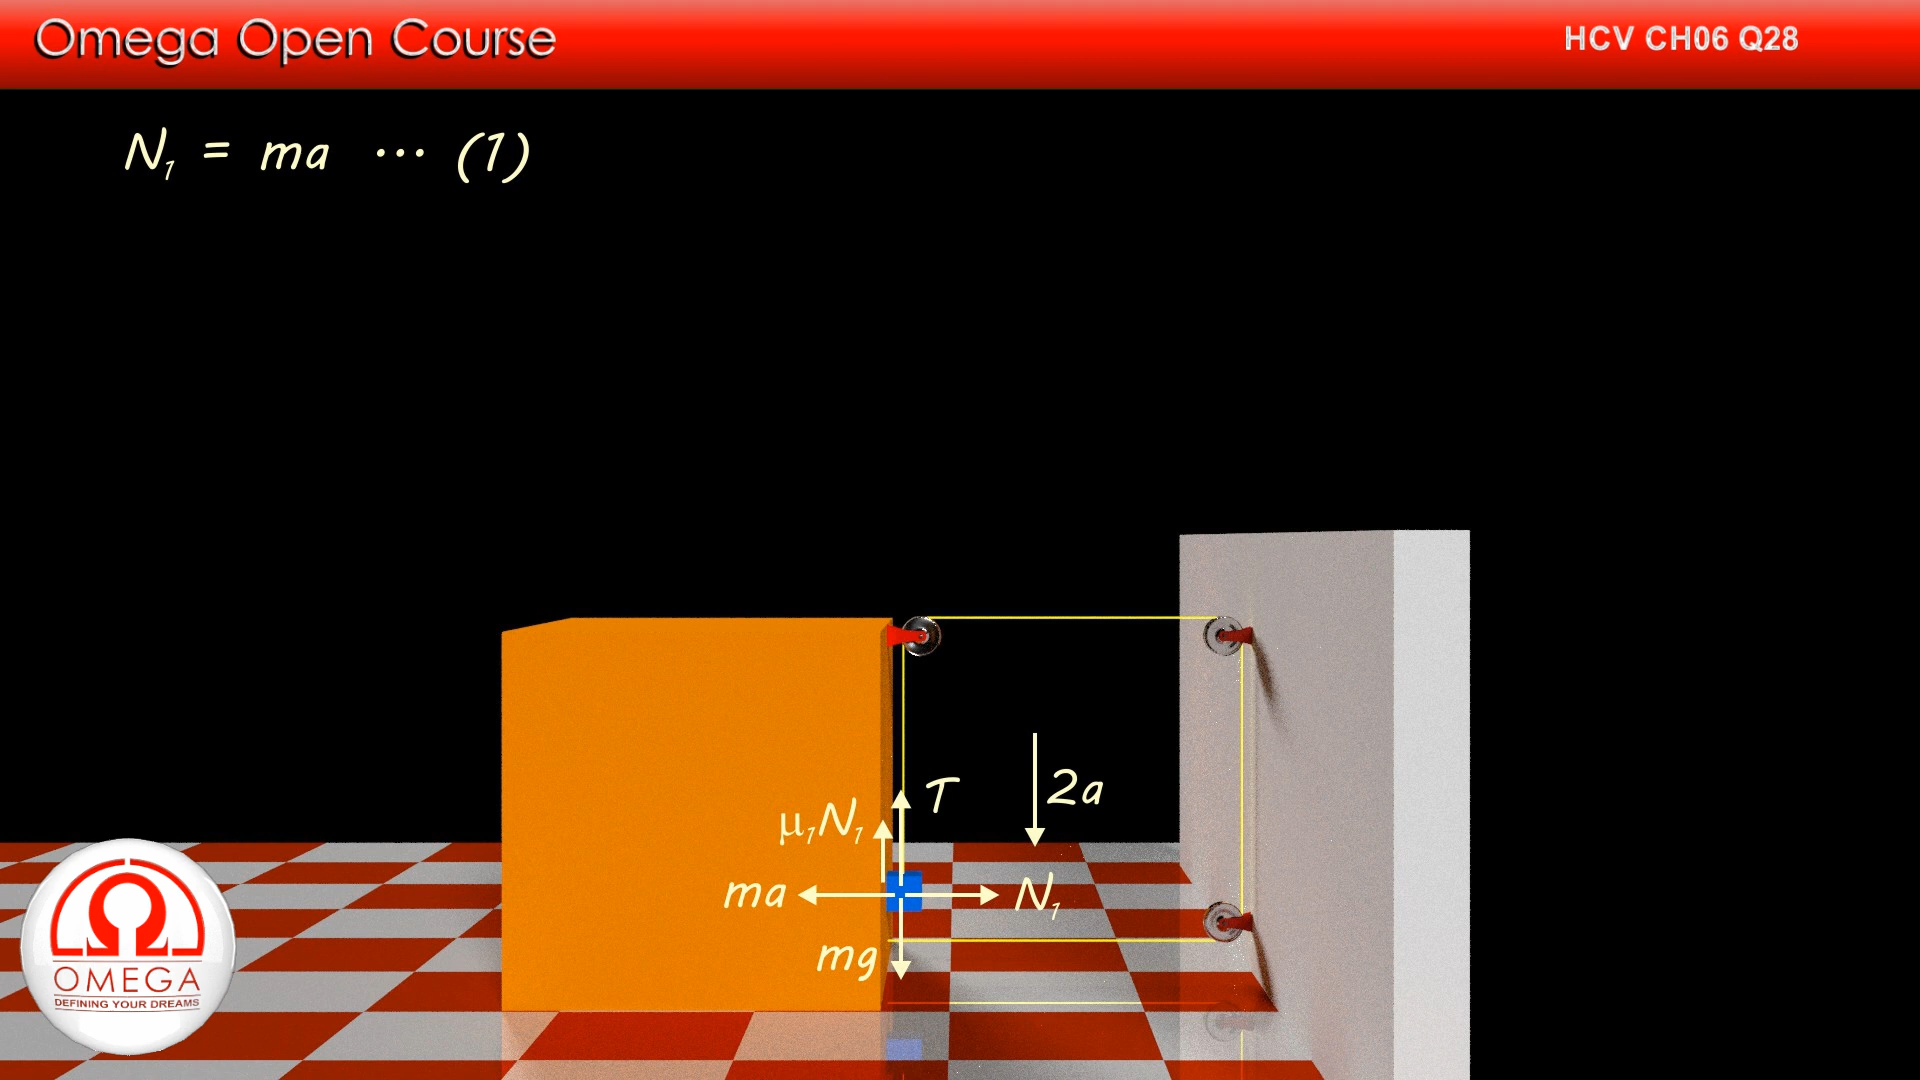 Omega Open Course
HCV CH06 Q28
N₁ = ma ... (1)
T
2a
μ₁N₁
ma
N₁
mg
OMEGA
DEFINING YOUR DREAMS